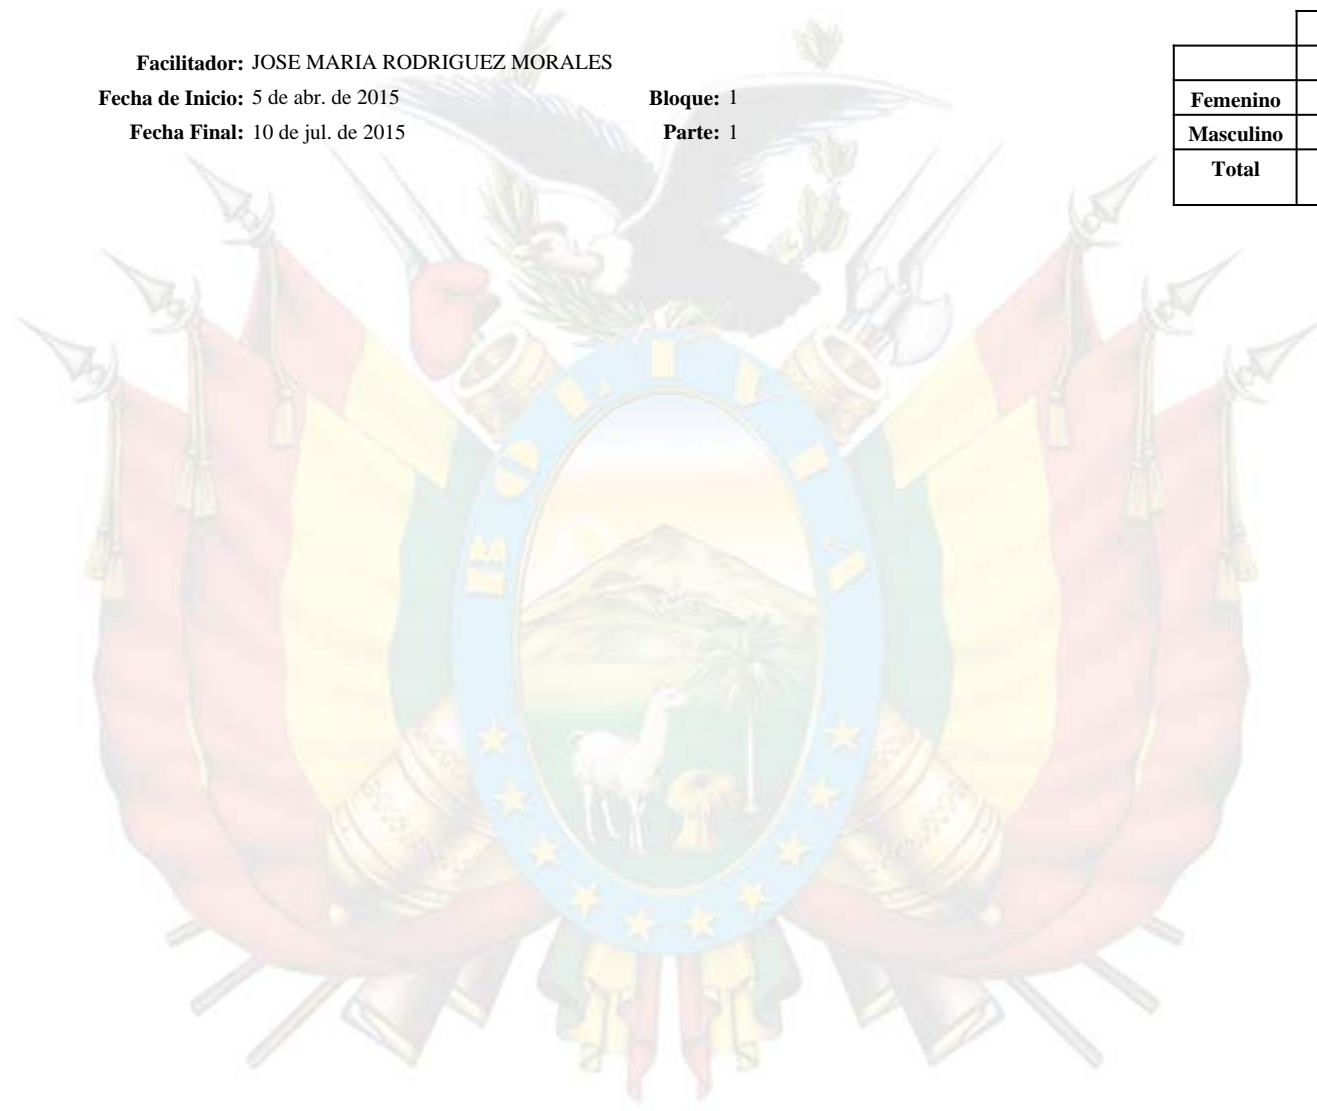 Facilitador: JOSE MARIA RODRIGUEZ MORALES
Fecha de Inicio: 5 de abr. de 2015 Bloque: 1
Fecha Final: 10 de jul. de 2015 Parte: 1
Femenino
Masculino
Total
BOLIVIA